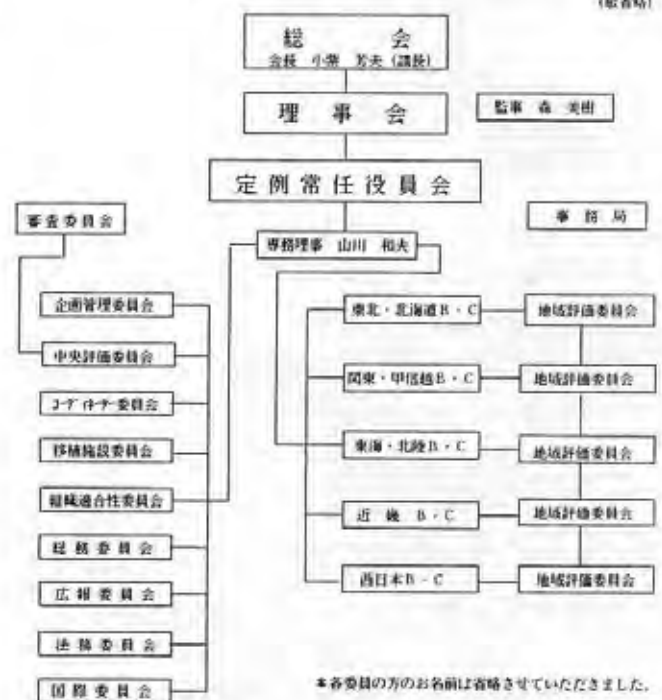 (敬省略)
総 会
会長 小紫 芳夫 (議長)
理 事 会
監事 森 美樹
定例常任役員会
審査委員会
事 務 局
専務理事 山川 和夫
企画管理委員会
東北・北海道B・C
地域評価委員会
中央評価委員会
関東・甲信越B・C
地域評価委員会
コーディネーター委員会
移植施設委員会
東海・北陸B・C
地域評価委員会
組織適合性委員会
近 畿 B・C
地域評価委員会
総 務 委 員 会
西日本B・C
地域評価委員会
広 報 委 員 会
法 務 委 員 会
国 際 委 員 会
*各委員の方のお名前は省略させていただきました。